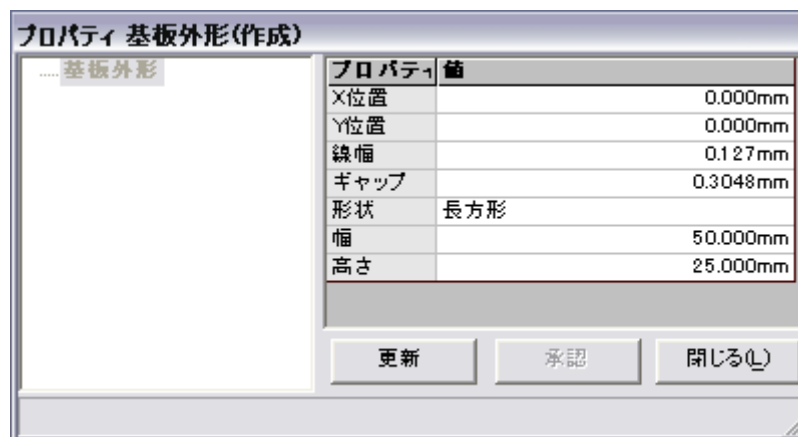 プロパティ 基板外形(作成)
基板外形
プロパティ 値
X位置 0.000mm
Y位置 0.000mm
線幅 0.127mm
ギャップ 0.3048mm
形状 長方形
幅 50.000mm
高さ 25.000mm
更新 承認 閉じる(L)